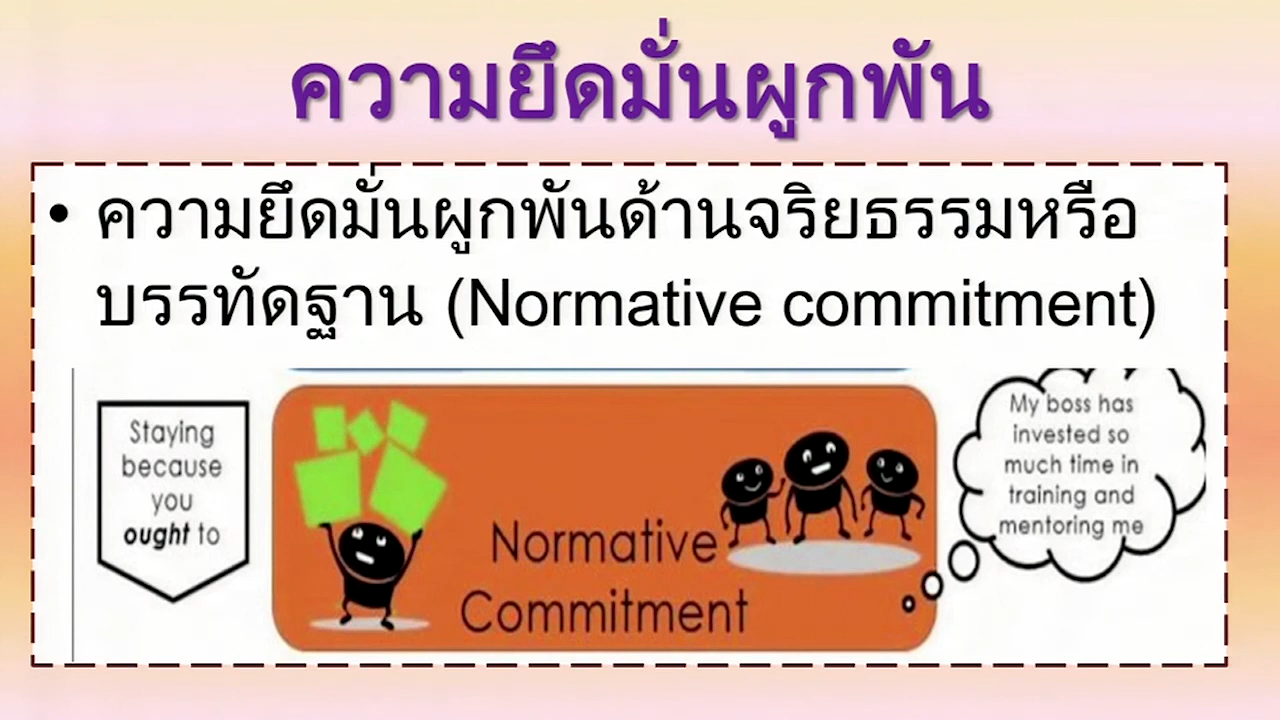 ความยึดมั่นผูกพัน
• ความยึดมั่นผูกพันด้านจริยธรรมหรือ
บรรทัดฐาน (Normative commitment)
Staying
because
you
ought to
Normative
Commitment
My boss has
invested so
much time in
training and
mentoring me